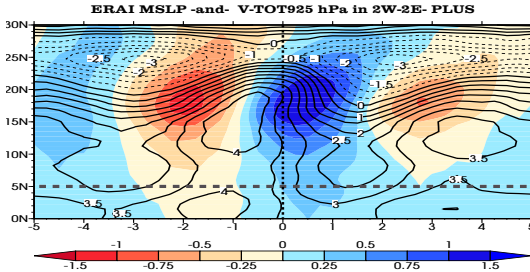 ERAI MSLP -and- V-TOT925 hPa in 2W-2E- PLUS
30N
25N
20N
15N
10N
5N
0N
-2.5 -3 -2 -0 -1 0.5 -1 -2 -1.5 -3 -2.5
0
1
2
2.5
4 3.5
3.5 3.5 4 3 3.5
-5 -4 -3 -2 -1 0 1 2 3 4 5
-1 -0.5 0 0.5 1
-1.5 -0.75 -0.25 0.25 0.75 1.5